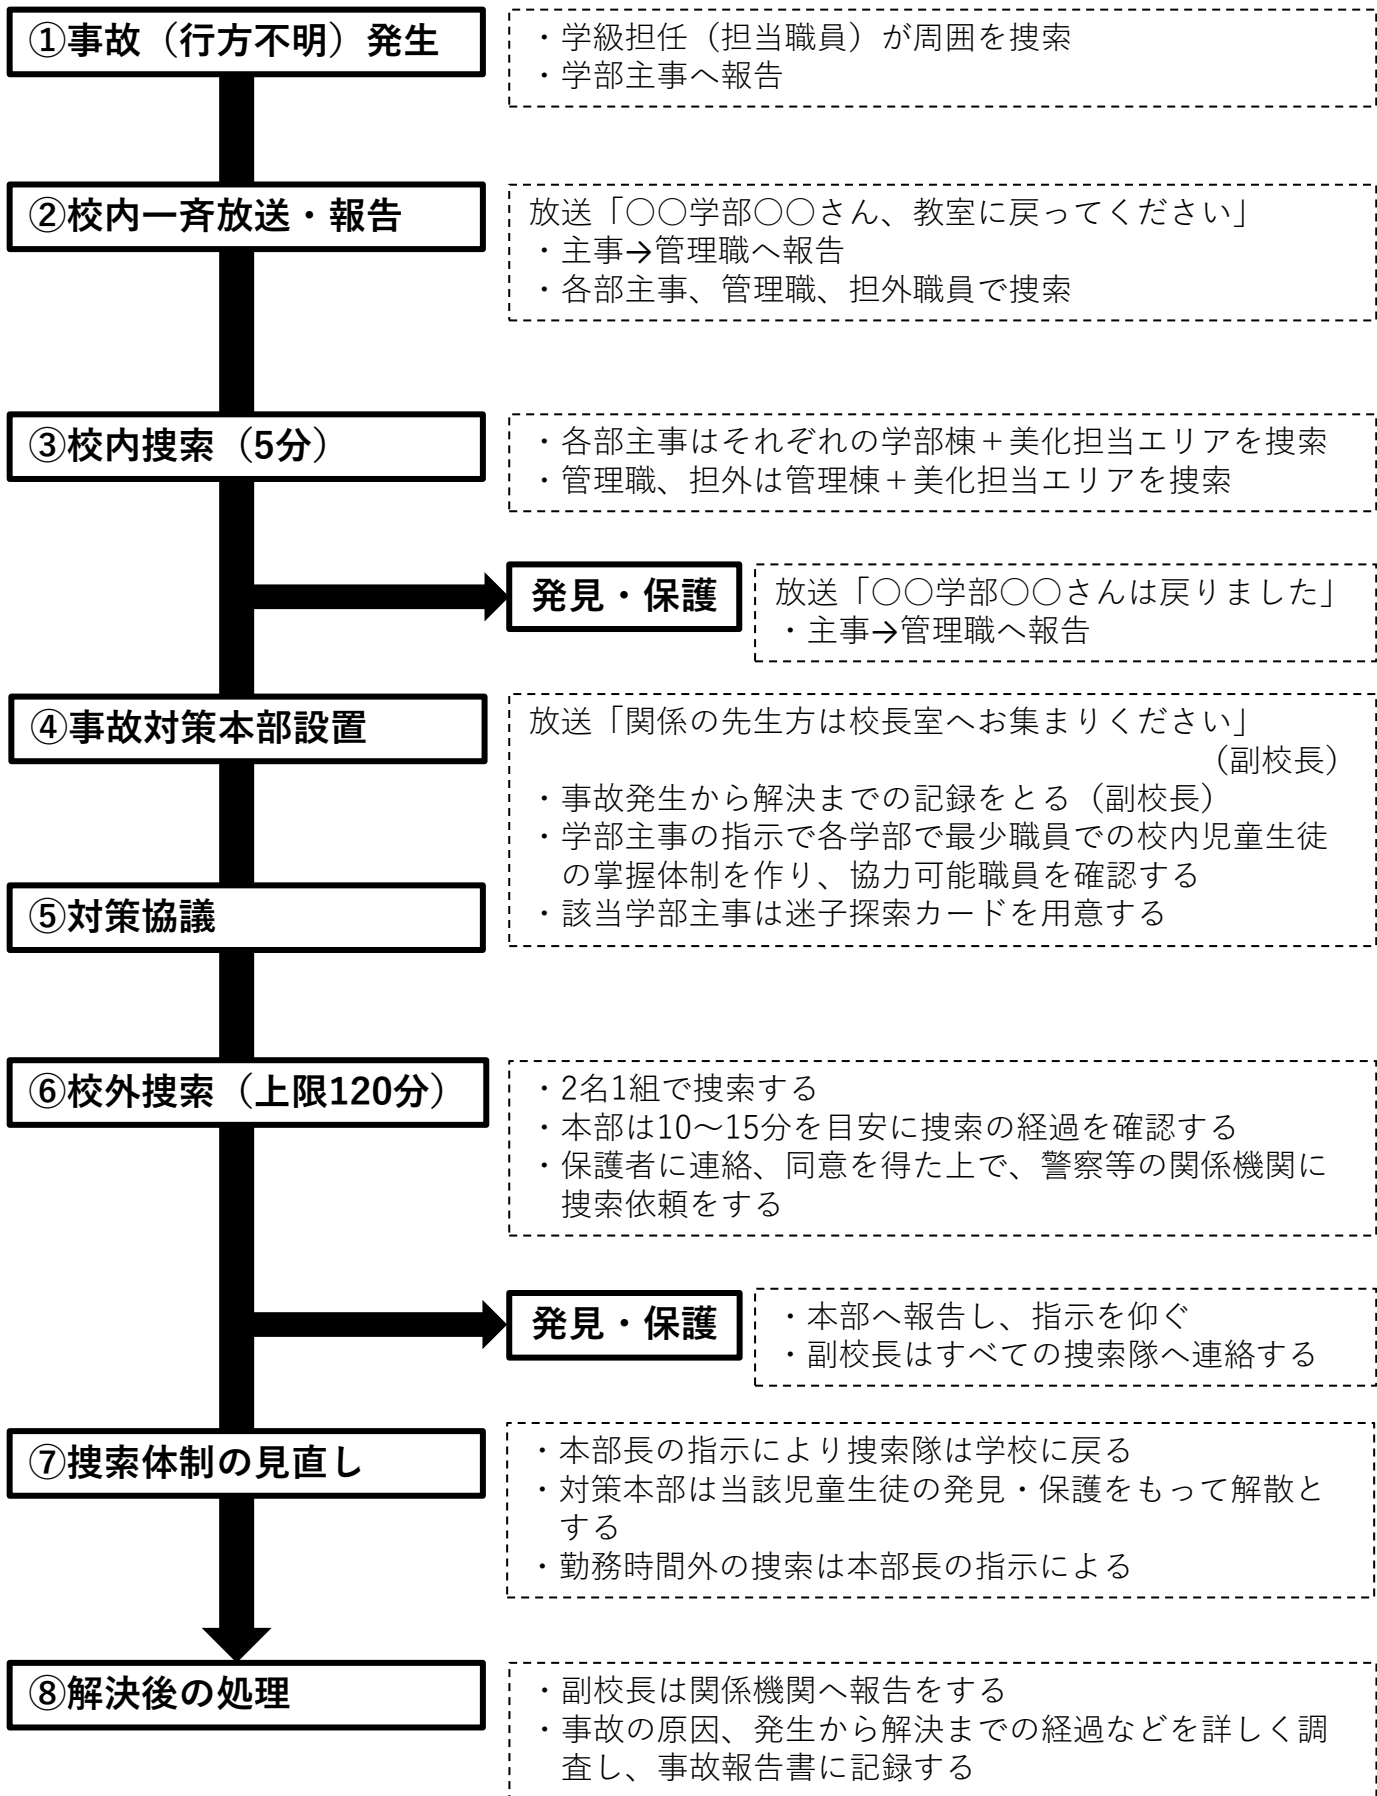 ①事故（行方不明）発生
・学級担任（担当職員）が周囲を捜索
・学部主事へ報告
②校内一斉放送・報告
放送「〇〇学部〇〇さん、教室に戻ってください」
・主事→管理職へ報告
・各部主事、管理職、担外職員で捜索
③校内捜索（5分）
・各部主事はそれぞれの学部棟＋美化担当エリアを捜索
・管理職、担外は管理棟＋美化担当エリアを捜索
発見・保護
放送「〇〇学部〇〇さんは戻りました」
・主事→管理職へ報告
④事故対策本部設置
放送「関係の先生方は校長室へお集まりください」
（副校長）
・事故発生から解決までの記録をとる（副校長）
・学部主事の指示で各学部で最少職員での校内児童生徒
の掌握体制を作り、協力可能職員を確認する
・該当学部主事は迷子探索カードを用意する
⑤対策協議
⑥校外捜索（上限120分）
・2名1組で捜索する
・本部は10～15分を目安に捜索の経過を確認する
・保護者に連絡、同意を得た上で、警察等の関係機関に
捜索依頼をする
発見・保護
・本部へ報告し、指示を仰ぐ
・副校長はすべての捜索隊へ連絡する
⑦捜索体制の見直し
・本部長の指示により捜索隊は学校に戻る
・対策本部は当該児童生徒の発見・保護をもって解散と
する
・勤務時間外の捜索は本部長の指示による
⑧解決後の処理
・副校長は関係機関へ報告をする
・事故の原因、発生から解決までの経過などを詳しく調
査し、事故報告書に記録する